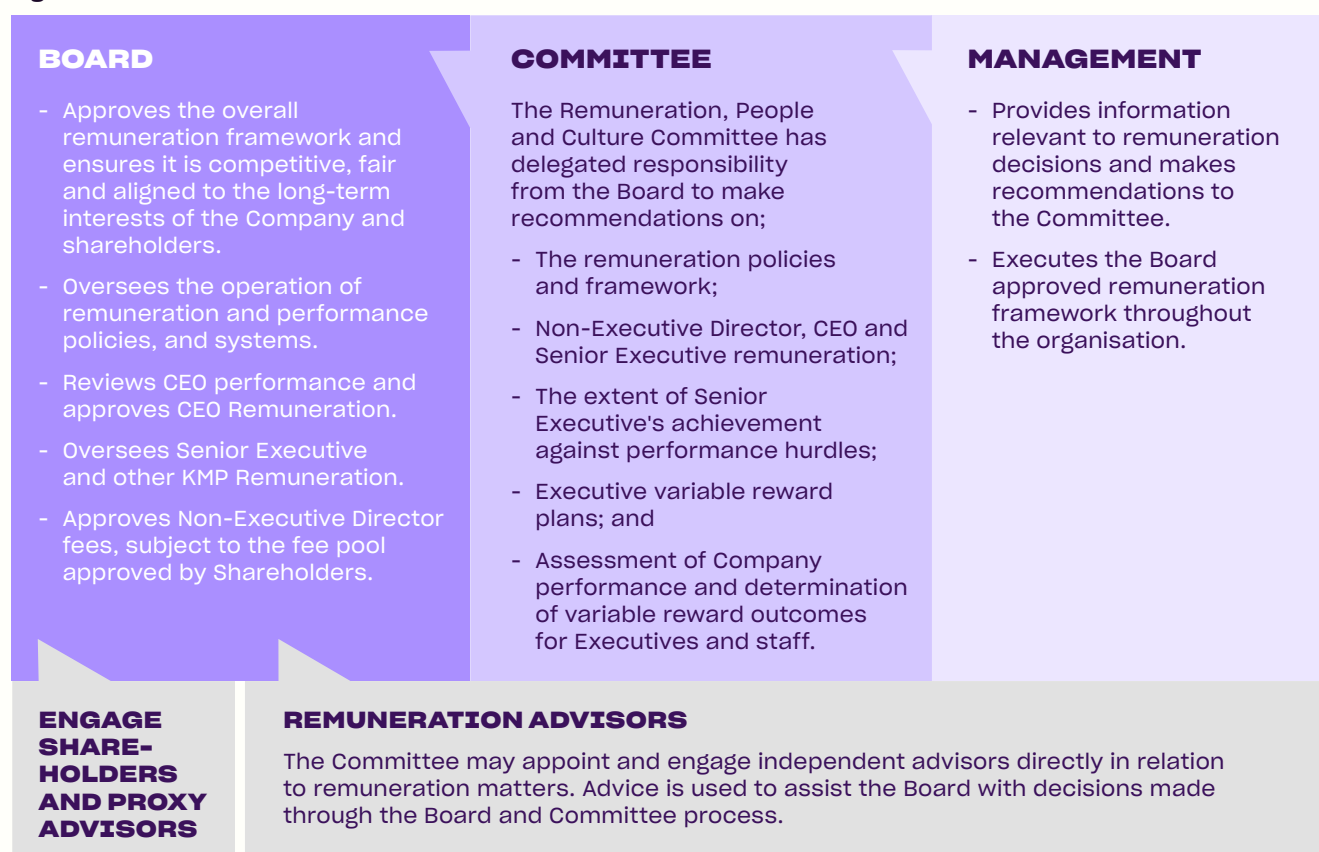 BOARD
- Approves the overall
remuneration framework and
ensures it is competitive, fair
and aligned to the long-term
interests of the Company and
shareholders.
- Oversees the operation of
remuneration and performance
policies, and systems.
- Reviews CEO performance and
approves CEO Remuneration.
- Oversees Senior Executive
and other KMP Remuneration.
- Approves Non-Executive Director
fees, subject to the fee pool
approved by Shareholders.
COMMITTEE
The Remuneration, People
and Culture Committee has
delegated responsibility
from the Board to make
recommendations on;
- The remuneration policies
and framework;
- Non-Executive Director, CEO and
Senior Executive remuneration;
- The extent of Senior
Executive's achievement
against performance hurdles;
- Executive variable reward
plans; and
- Assessment of Company
performance and determination
of variable reward outcomes
for Executives and staff.
MANAGEMENT
- Provides information
relevant to remuneration
decisions and makes
recommendations to
the Committee.
- Executes the Board
approved remuneration
framework throughout
the organisation.
ENGAGE
SHARE-
HOLDERS
AND PROXY
ADVISORS
REMUNERATION ADVISORS
The Committee may appoint and engage independent advisors directly in relation
to remuneration matters. Advice is used to assist the Board with decisions made
through the Board and Committee process.